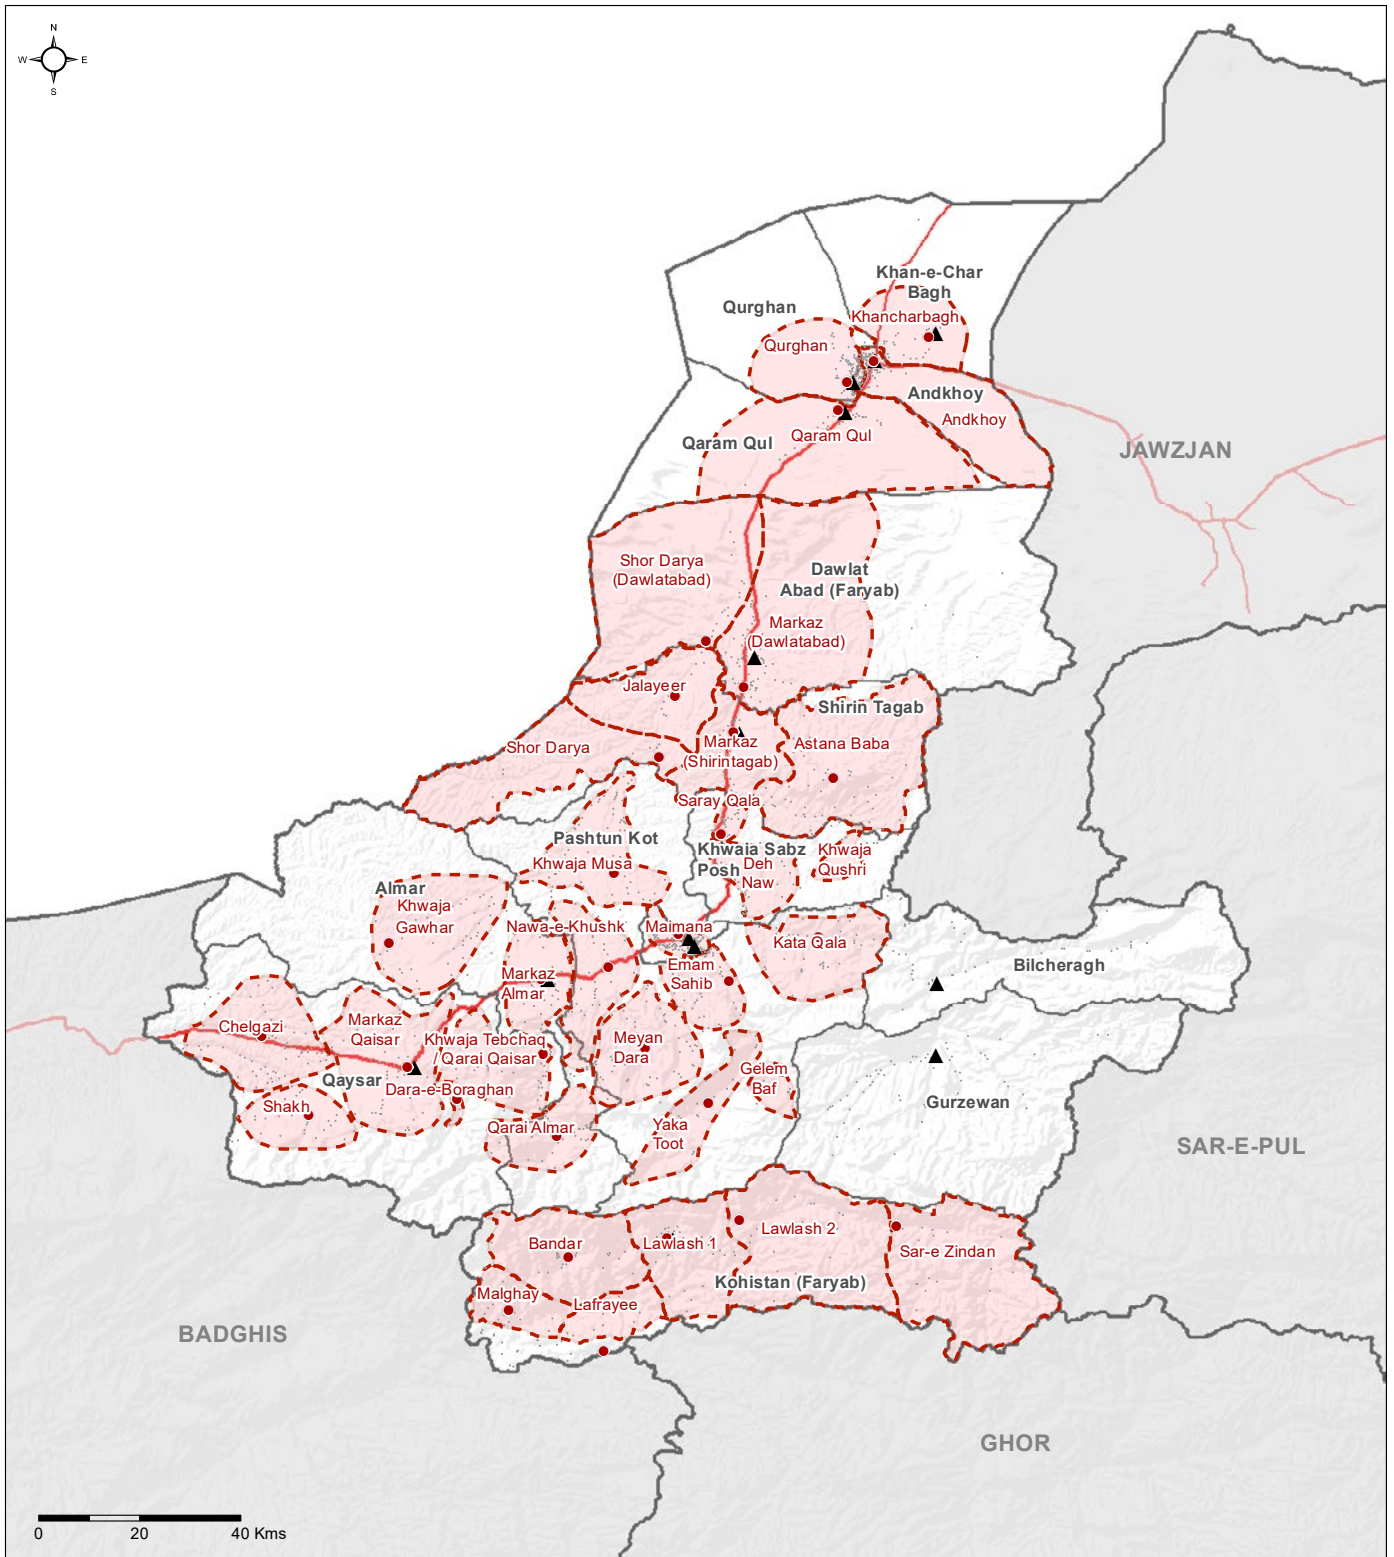 N
W
E
S
Khan-e-Char
Bagh
Qurghan
Khancharbagh
Qurghan
Andkhoy
Andkhoy
Qaram Qul
Qaram Qul
JAWZJAN
Shor Darya
(Dawlatabad)
Dawlat
Abad (Faryab)
Markaz
(Dawlatabad)
Jalayeer
Shirin Tagab
Shor Darya
Markaz
(Shirintagab)
Astana Baba
Saray Qala
Pashtun Kot
Khwaja Sabz
Posh
Khwaja
Qushri
Khwaja Musa
Deh
Naw
Almar
Khwaja
Gawhar
Nawa-e-Khushk
Maimana
Kata Qala
Bilcheragh
Markaz
Almar
Emam
Sahib
Chelgazi
Markaz
Qaisar
Khwaja Tebchaq
/ Qarai Qaisar
Meyan
Dara
Gelem
Baf
Qaysar
Dara-e-Boraghan
Shakh
Gurzewan
Qarai Almar
Yaka
Toot
SAR-E-PUL
Bandar
Lawlash 1
Lawlash 2
Sar-e Zindan
Kohistan (Faryab)
Malghay
Lafrayee
BADGHIS
GHOR
0
20
40 Kms